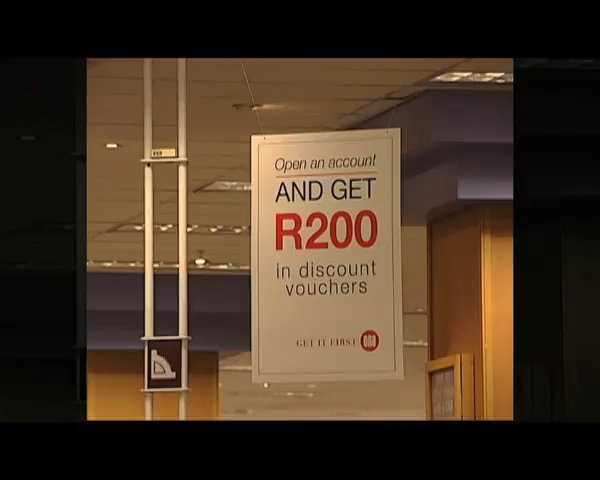 Open an account
AND GET
R200
in discount
vouchers
GET IT FIRST